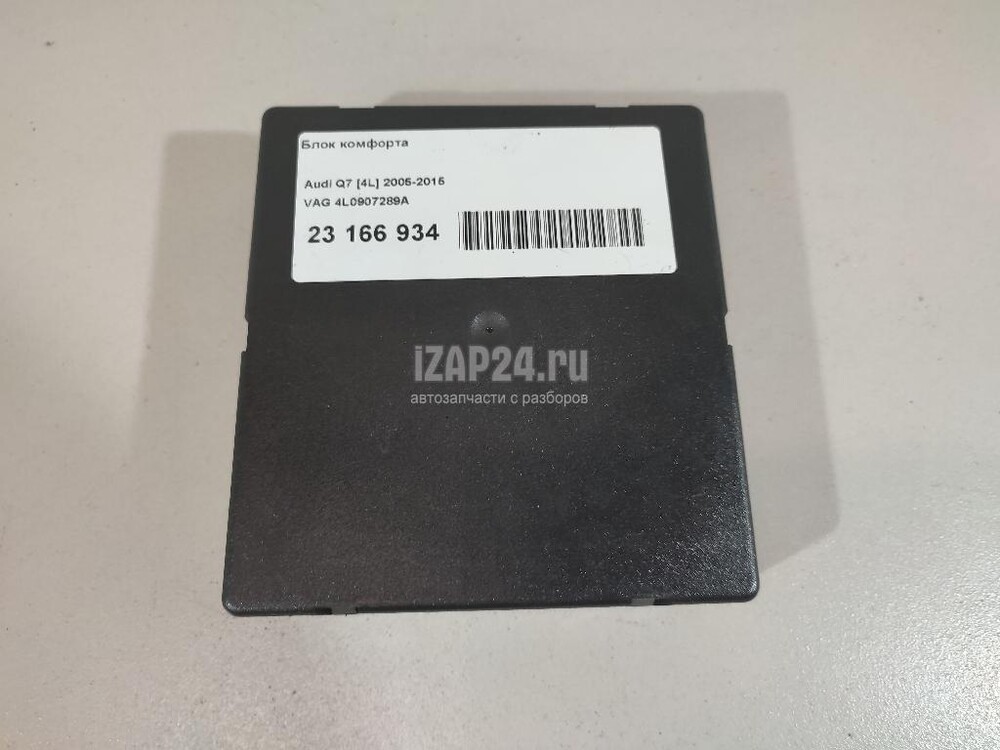 Блок комфорта
Audi Q7 [4L] 2005-2015
VAG 4L0907289A
23 166 934
iZAP24.ru
автозапчасти с разборов